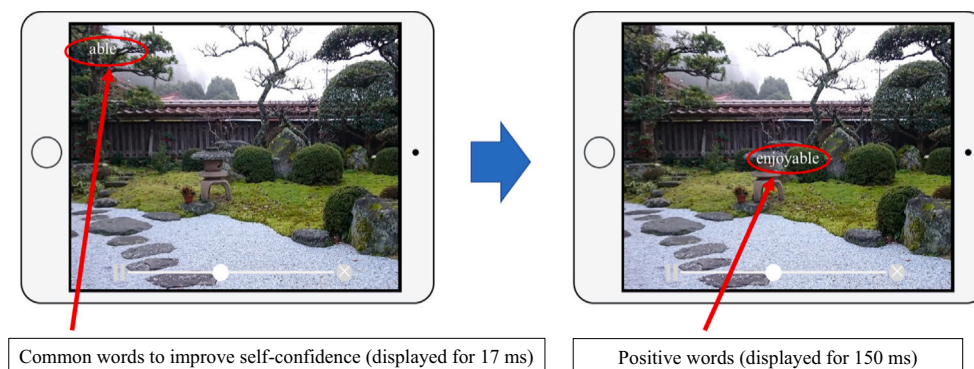 able
enjoyable
Common words to improve self-confidence (displayed for 17 ms)
Positive words (displayed for 150 ms)